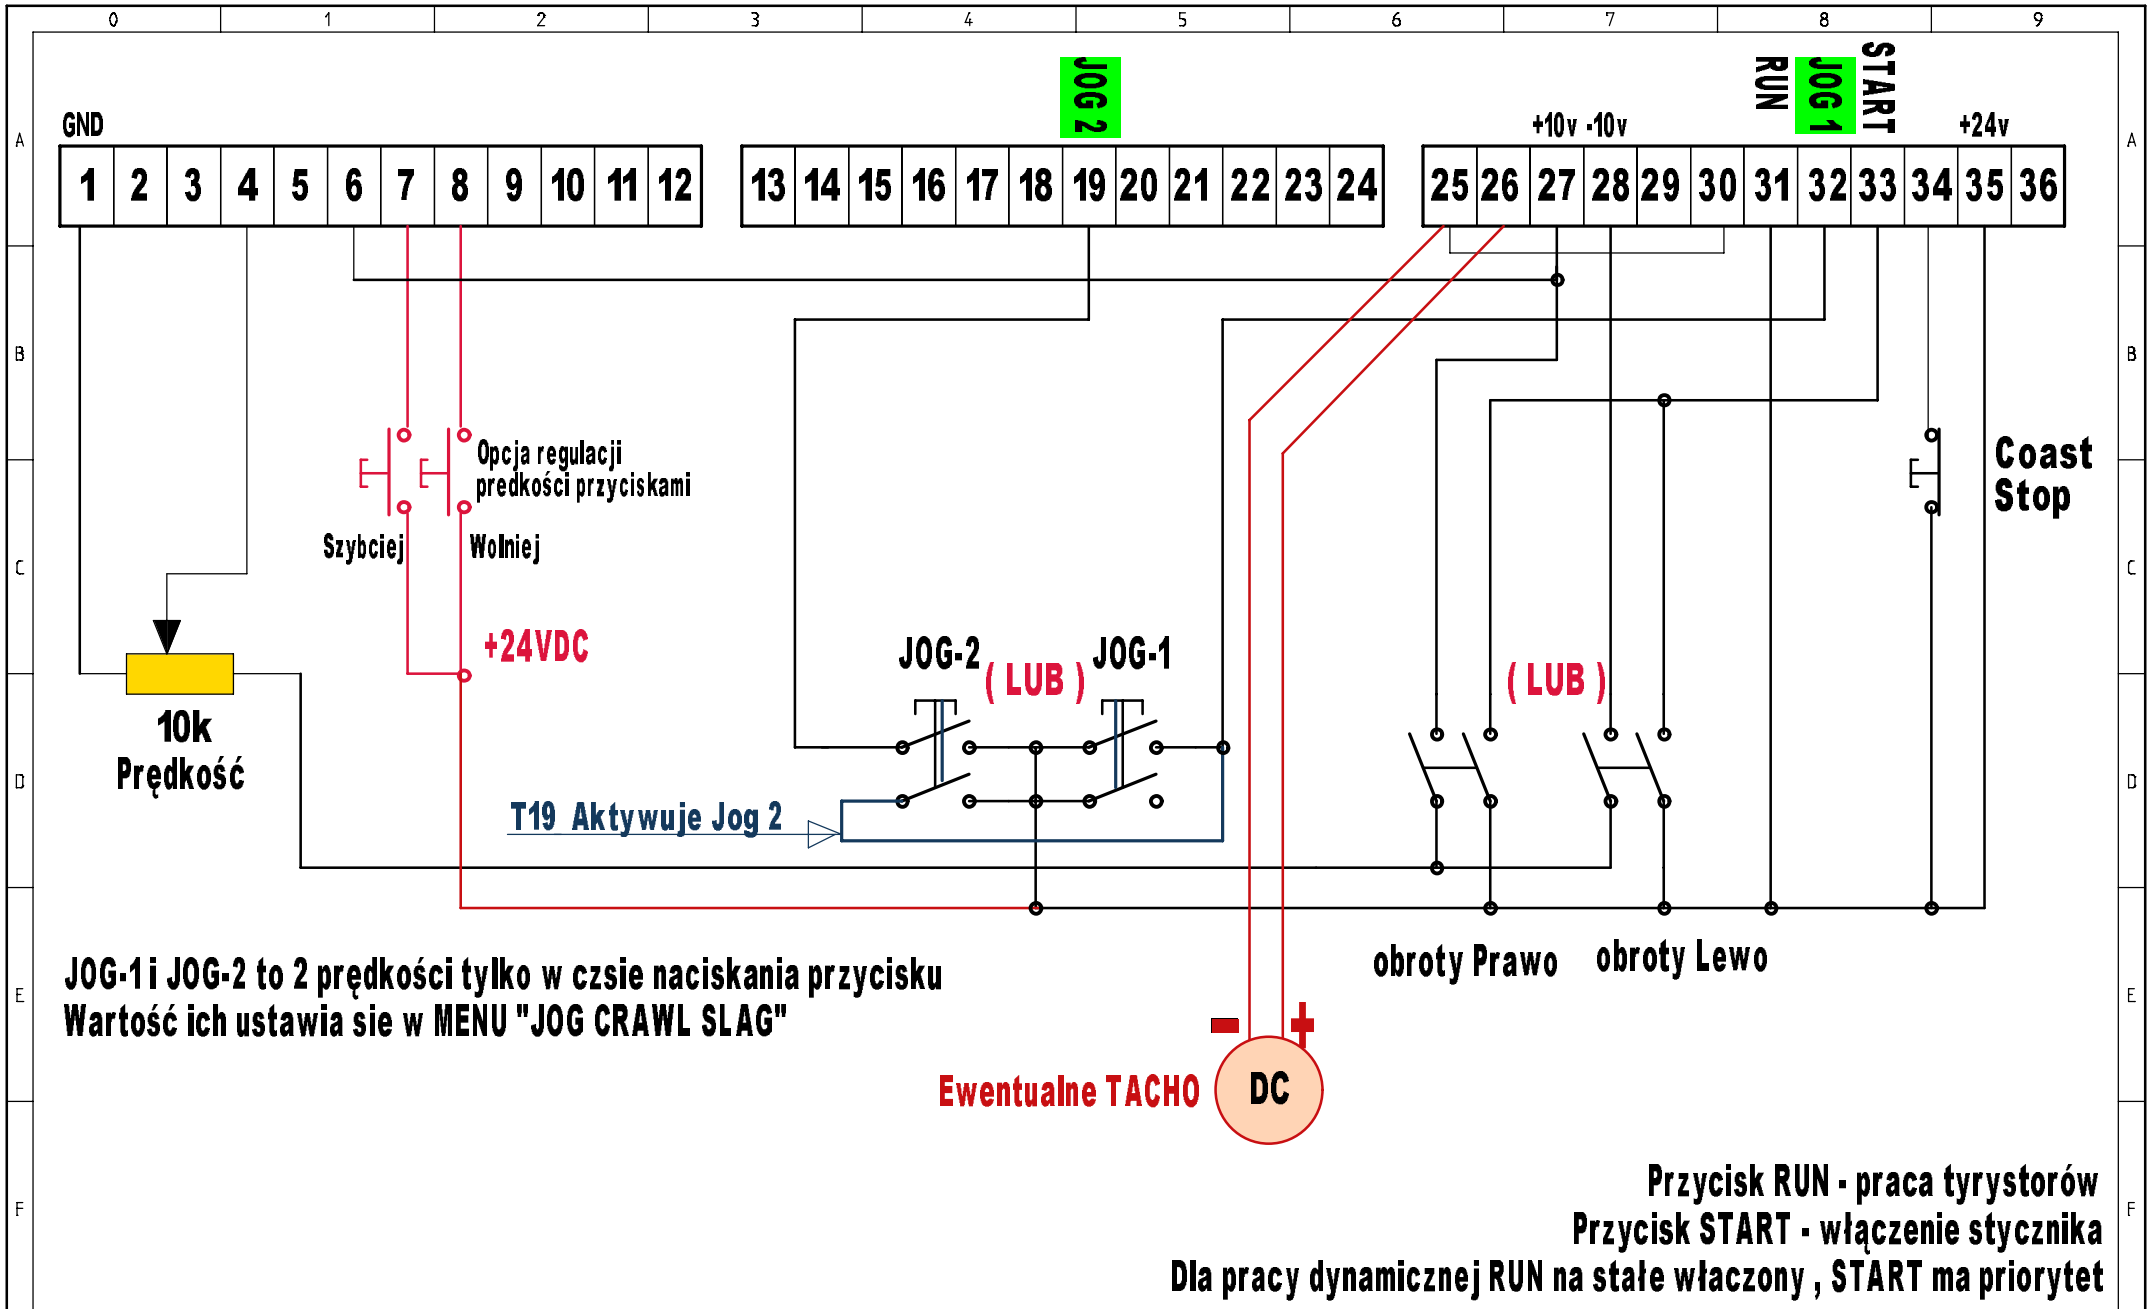 0 1 2 3 4 5 6 7 8 9
JOG 2
RUN
JOG 1
START
GND
+10v -10v
+24v
A A
1 2 3 4 5 6 7 8 9 10 11 12
13 14 15 16 17 18 19 20 21 22 23 24
25 26 27 28 29 30 31 32 33 34 35 36
B B
Opcja regulacji
predkości przyciskami
Coast
Stop
Szybciej
Wolniej
C C
+24VDC
JOG-2
( LUB )
JOG-1
( LUB )
10k
Prędkość
D D
T19 Aktywuje Jog 2
obroty Prawo
obroty Lewo
JOG-1 i JOG-2 to 2 prędkości tylko w czsie naciskania przycisku
Wartość ich ustawia sie w MENU "JOG CRAWL SLAG"
E E
- +
Ewentualne TACHO
DC
Przycisk RUN - praca tyrystorów
Przycisk START - włączenie stycznika
Dla pracy dynamicznej RUN na stałe właczony , START ma priorytet
F F